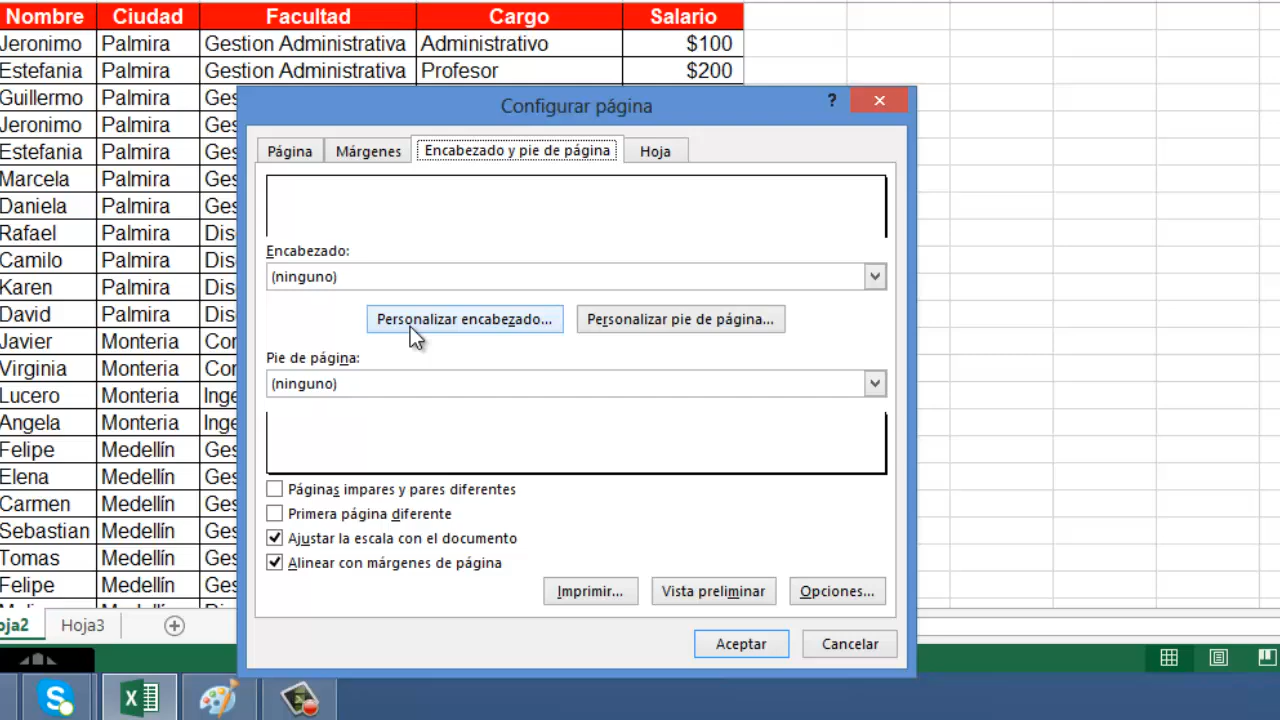 Nombre Ciudad Facultad Cargo Salario
Jeronimo Palmira Gestion Administrativa Administrativo $100
Estefania Palmira Gestion Administrativa Profesor $200
Guillermo Palmira Ges
Jeronimo Palmira Ges
Estefania Palmira Ges
Marcela Palmira Ges
Daniela Palmira Ges
Rafael Palmira Dis
Camilo Palmira Dis
Karen Palmira Dis
David Palmira Dis
Javier Monteria Cor
Virginia Monteria Cor
Lucero Monteria Inge
Angela Monteria Inge
Felipe Medellín Ges
Elena Medellín Ges
Carmen Medellín Ges
Sebastian Medellín Ges
Tomas Medellín Ges
Felipe Medellín Ges
Configurar página
?
Página Márgenes Encabezado y pie de página Hoja
Encabezado:
(ninguno)
Personalizar encabezado... Personalizar pie de página...
Pie de página:
(ninguno)
Páginas impares y pares diferentes
Primera página diferente
Ajustar la escala con el documento
Alinear con márgenes de página
Imprimir... Vista preliminar Opciones...
Aceptar Cancelar
oja2 Hoja3